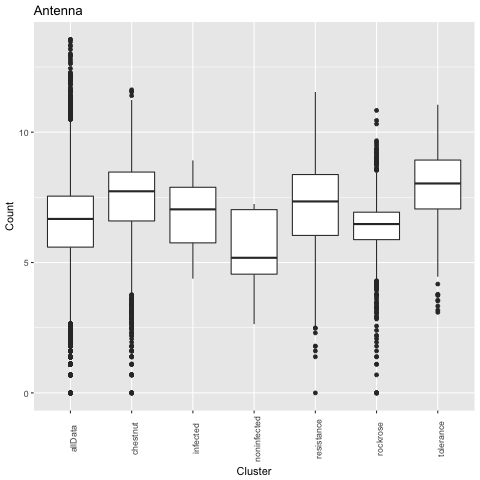 Antenna
Count
10
5
0
allData
chestnut
infected
noninfected
resistance
rockrose
tolerance
Cluster